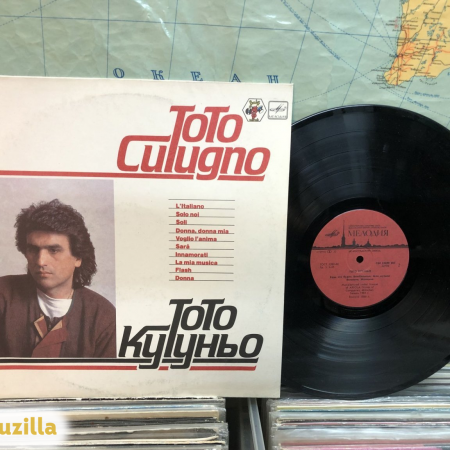 ОКЕАН
Toto
Cutugno
L'Italiano
Solo noi
Soli
Donna, donna mia
Voglio l'anima
Sarà
Innamorati
La mia musica
Flash
Donna
Тото
Кутуньо
МЕЛОДИЯ
uzilla